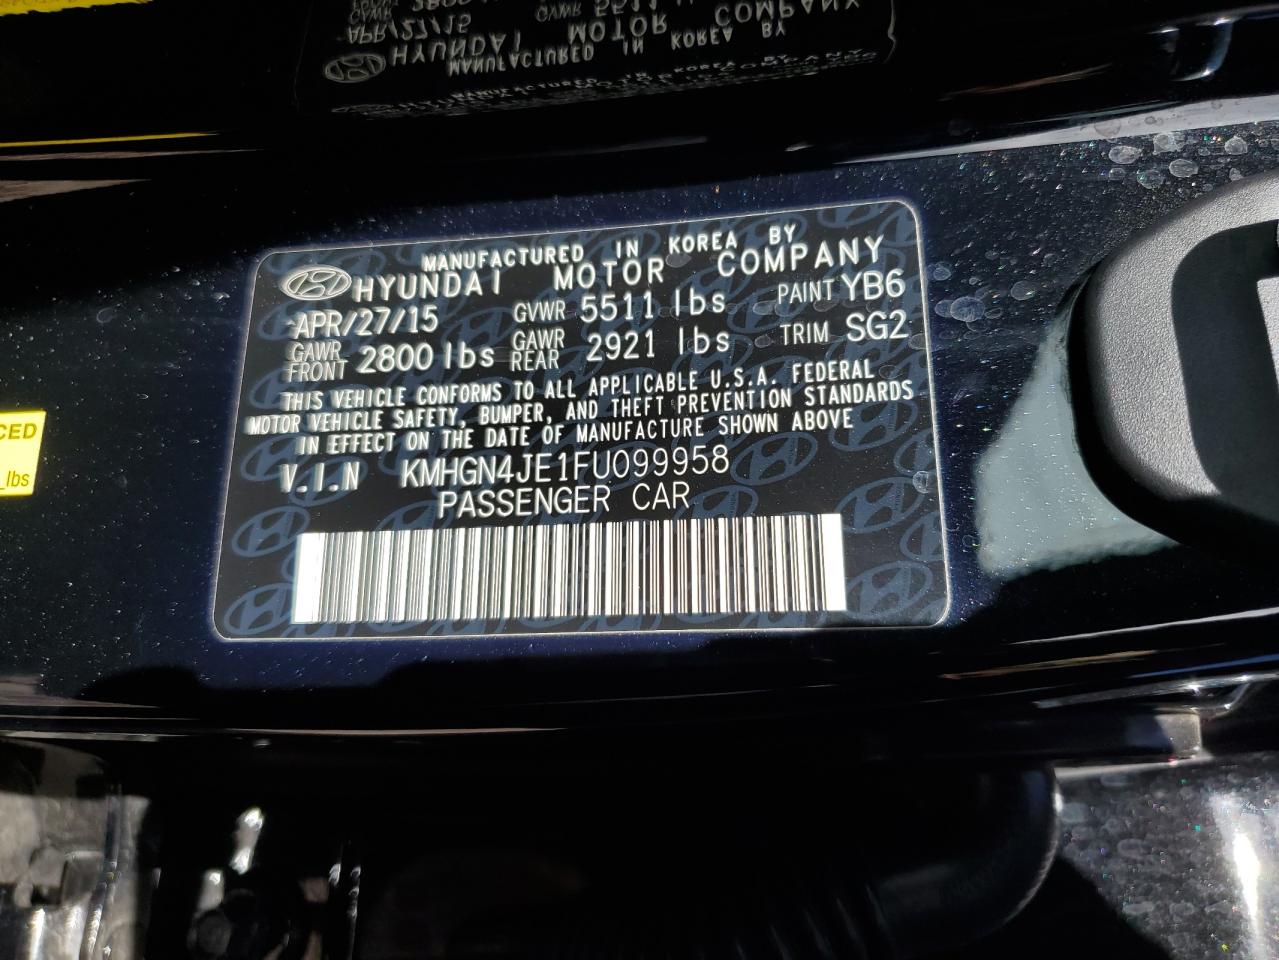 MANUFACTURED IN KOREA BY
HYUNDAI MOTOR COMPANY
APR/27/15 GVWR 5511 lbs PAINT YB6
GAWR FRONT 2800 lbs GAWR REAR 2921 lbs TRIM SG2
THIS VEHICLE CONFORMS TO ALL APPLICABLE U.S.A. FEDERAL
MOTOR VEHICLE SAFETY, BUMPER, AND THEFT PREVENTION STANDARDS
IN EFFECT ON THE DATE OF MANUFACTURE SHOWN ABOVE
V.I.N KMHGN4JE1FU099958
PASSENGER CAR
CED
lbs